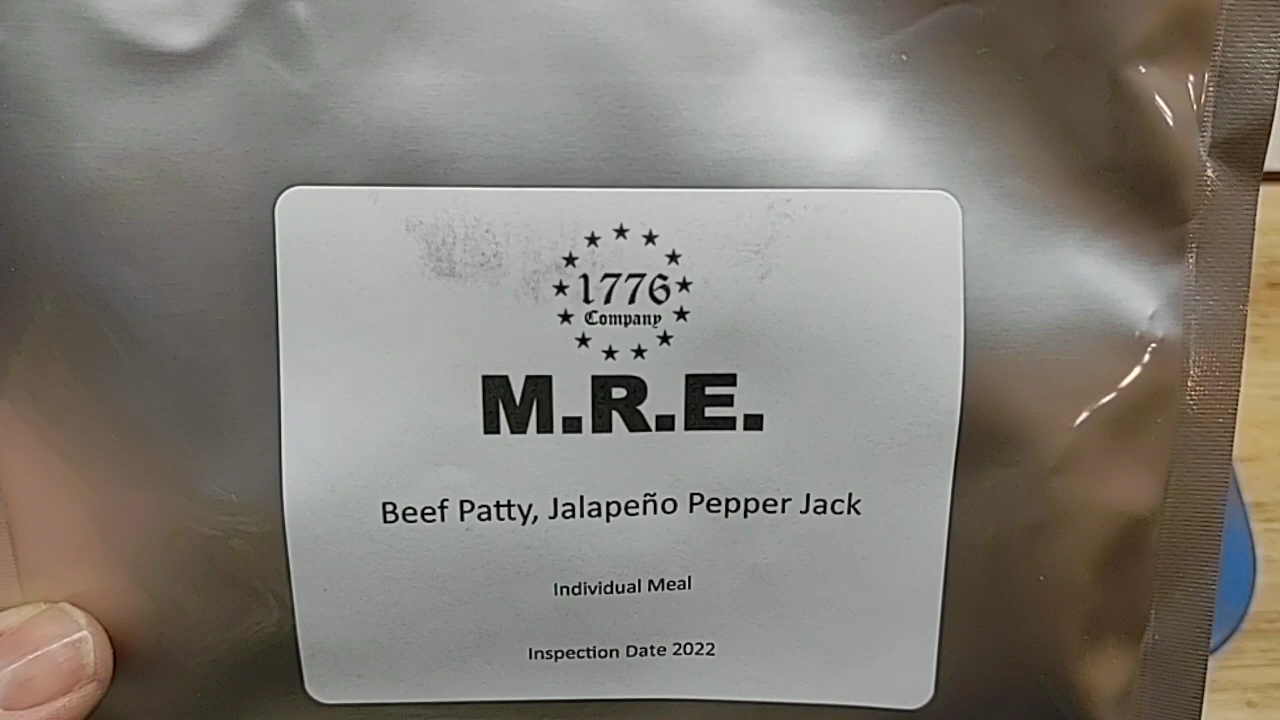 1776
Company
M.R.E.
Beef Patty, Jalapeño Pepper Jack
Individual Meal
Inspection Date 2022